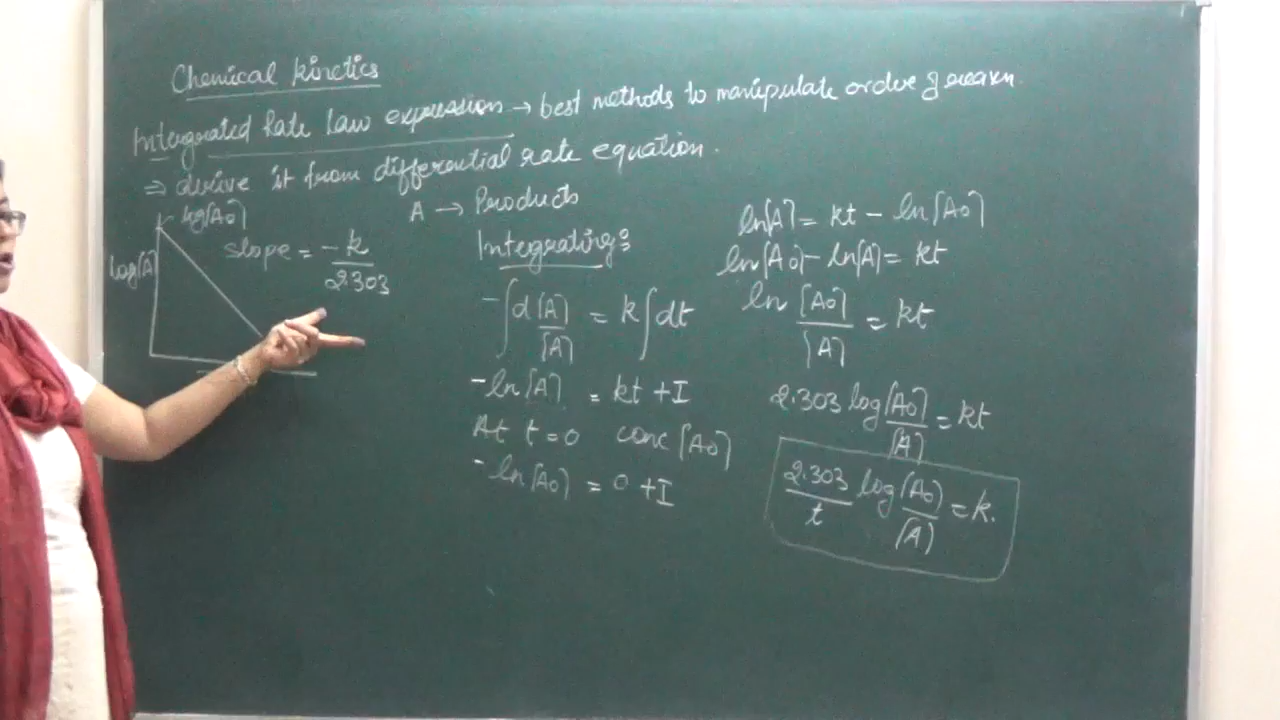 Chemical kinetics
Intergrated Rate law expression → best methods to manipulate order of reaxn.
⇒ derive it from differential rate equation.
A → Products
log[A0]
log[A]
slope = -k/2.303
Integrating:
-∫d[A]/[A] = k∫dt
-ln[A] = kt + I
At t=0 conc [A0]
-ln[A0] = 0 + I
ln[A] = kt - ln[A0]
ln[A0] - ln[A] = kt
ln [A0]/[A] = kt
2.303 log [A0]/[A] = kt
2.303/t log [A0]/[A] = k.